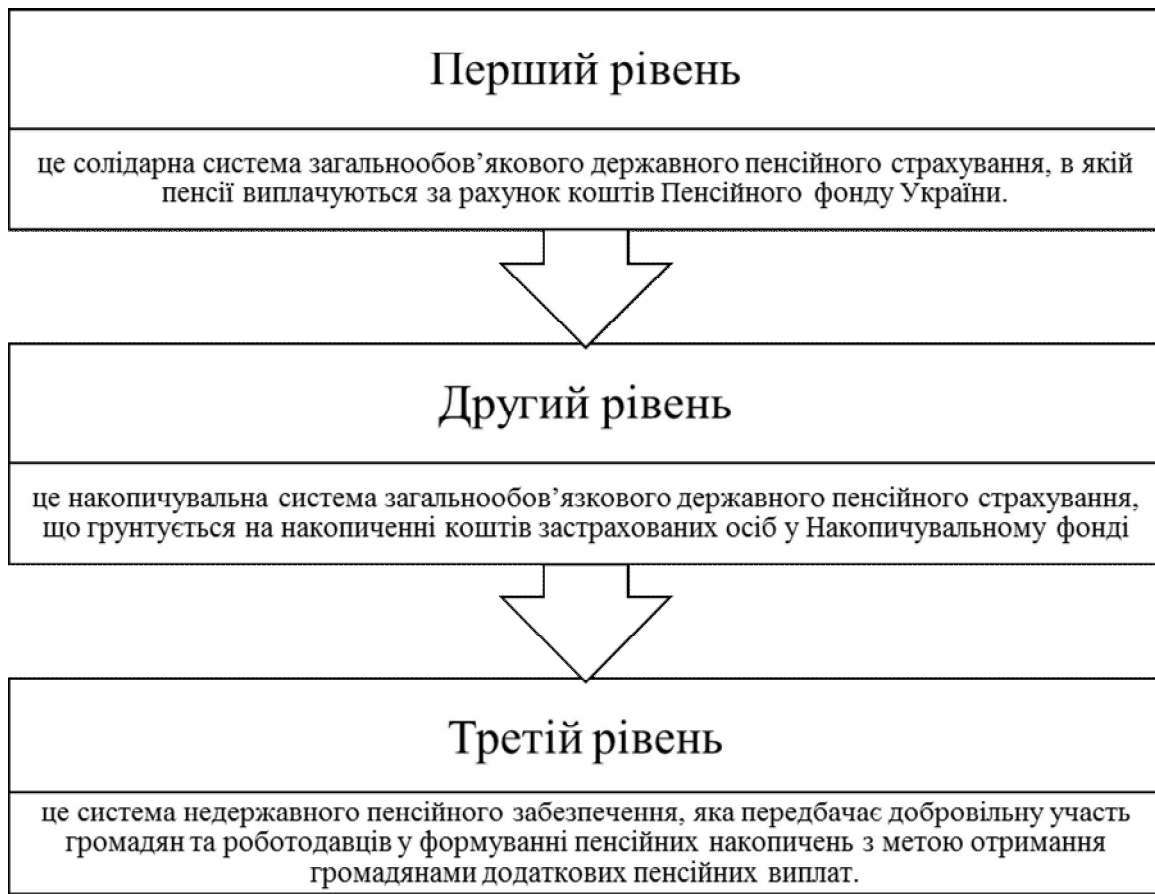 Перший рівень
це солідарна система загальнообов’якового державного пенсійного страхування, в якій
пенсії виплачуються за рахунок коштів Пенсійного фонду України.
Другий рівень
це накопичувальна система загальнообов’язкового державного пенсійного страхування,
що грунтується на накопиченні коштів застрахованих осіб у Накопичувальному фонді
Третій рівень
це система недержавного пенсійного забезпечення, яка передбачає добровільну участь
громадян та роботодавців у формуванні пенсійних накопичень з метою отримання
громадянами додаткових пенсійних виплат.